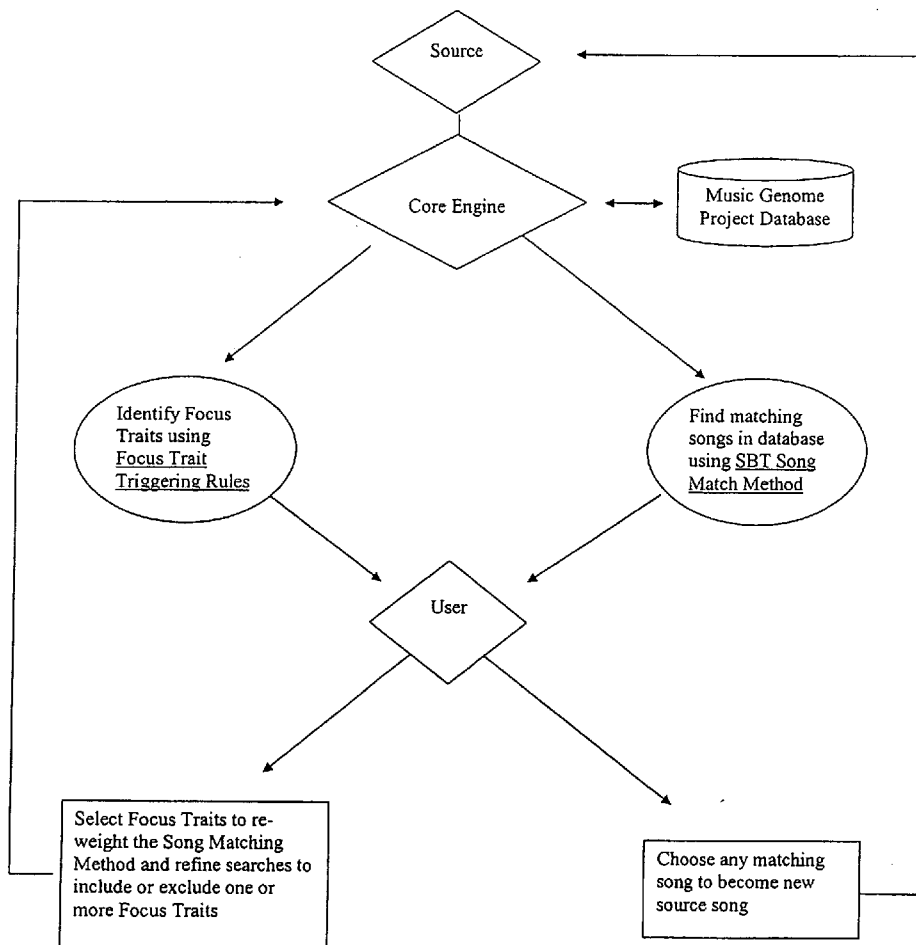 Source
Core Engine
Music Genome
Project Database
Identify Focus
Traits using
Focus Trait
Triggering Rules
Find matching
songs in database
using SBT Song
Match Method
User
Select Focus Traits to re-
weight the Song Matching
Method and refine searches to
include or exclude one or
more Focus Traits
Choose any matching
song to become new
source song